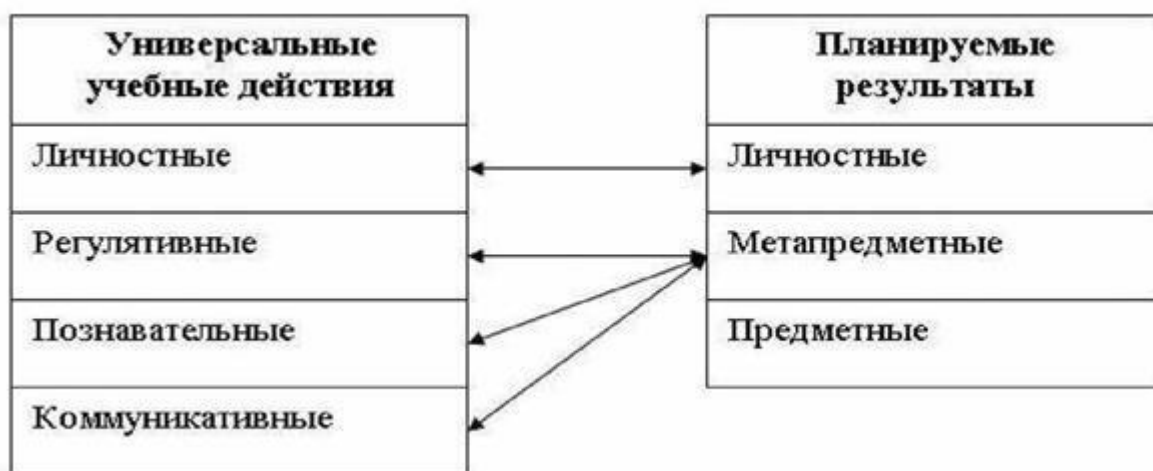 Универсальные
учебные действия
Личностные
Регулятивные
Познавательные
Коммуникативные
Планируемые
результаты
Личностные
Метапредметные
Предметные